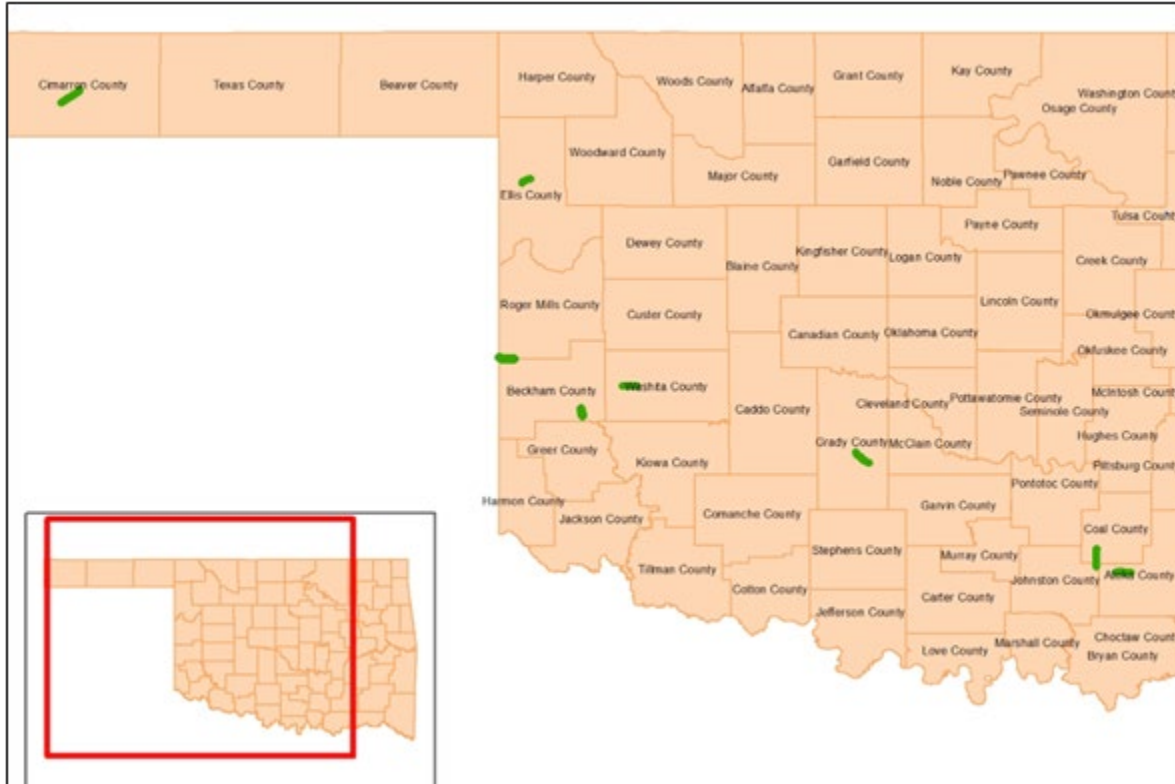 Cimarron County
Texas County
Beaver County
Harper County
Woods County
Alfalfa County
Grant County
Kay County
Washington Count
Osage County
Woodward County
Ellis County
Major County
Garfield County
Noble County
Pawnee County
Tulsa Count
Dewey County
Blaine County
Kingfisher County
Logan County
Payne County
Creek County
Roger Mills County
Custer County
Canadian County
Oklahoma County
Lincoln County
Okmulgee Count
Okfuskee County
Beckham County
Washita County
Caddo County
Cleveland County
Pottawatomie County
Seminole County
McIntosh Count
Hughes County
Greer County
Kiowa County
Grady County
McClain County
Pittsburg County
Pontotoc County
Harmon County
Jackson County
Comanche County
Garvin County
Coal County
Tillman County
Stephens County
Murray County
Johnston County
Atoka County
Cotton County
Carter County
Jefferson County
Love County
Marshall County
Choctaw Count
Bryan County